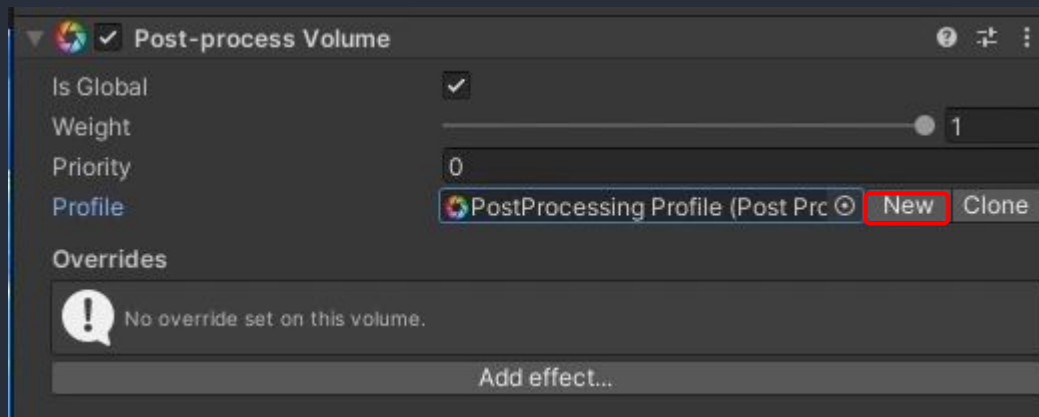 Post-process Volume
Is Global
Weight 1
Priority 0
Profile PostProcessing Profile (Post Prc New Clone
Overrides
No override set on this volume.
Add effect...